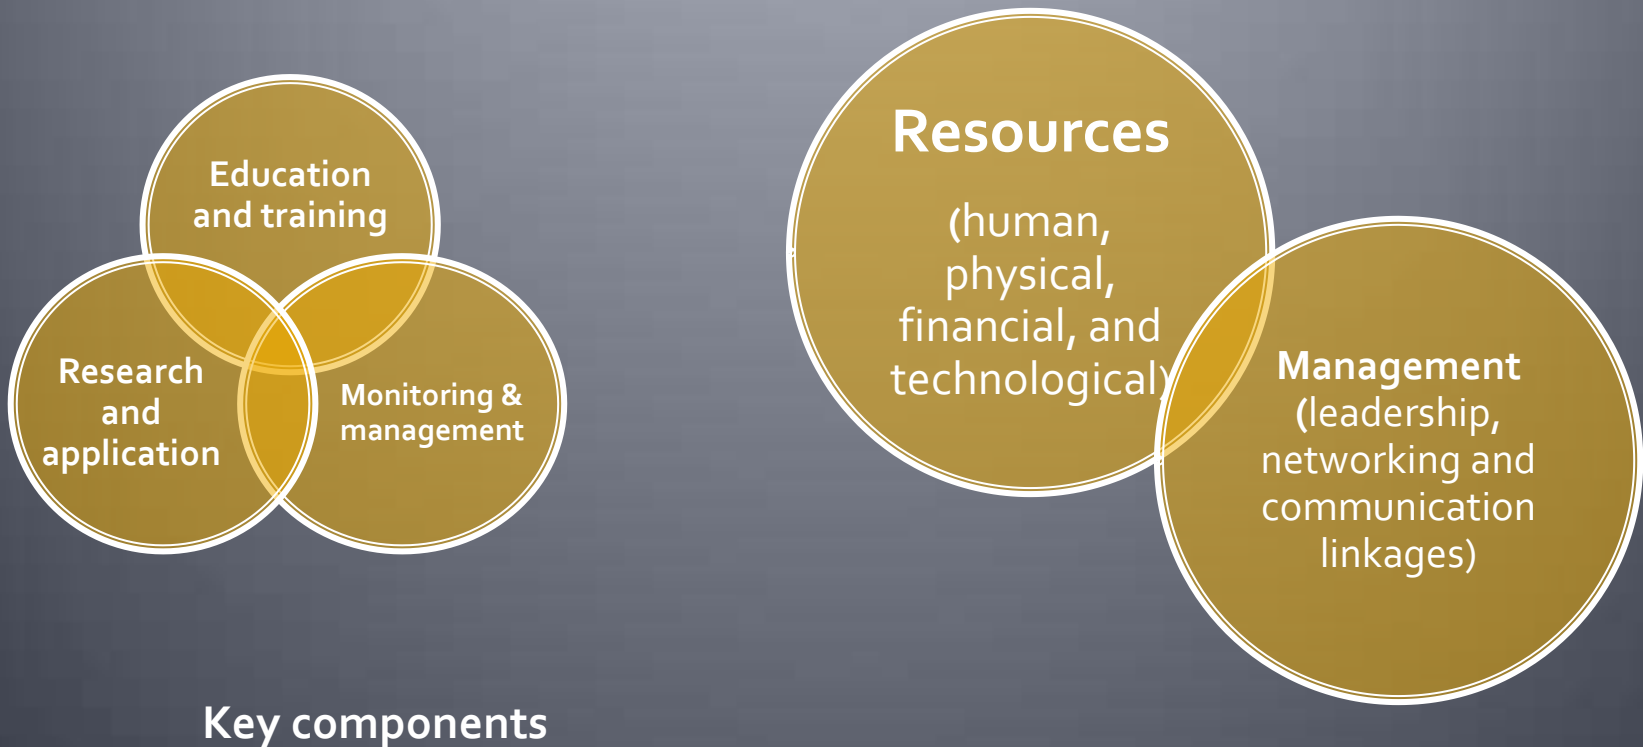 Education
and training
Research
and
application
Monitoring &
management
Key components
Resources
(human,
physical,
financial, and
technological)
Management
(leadership,
networking and
communication
linkages)